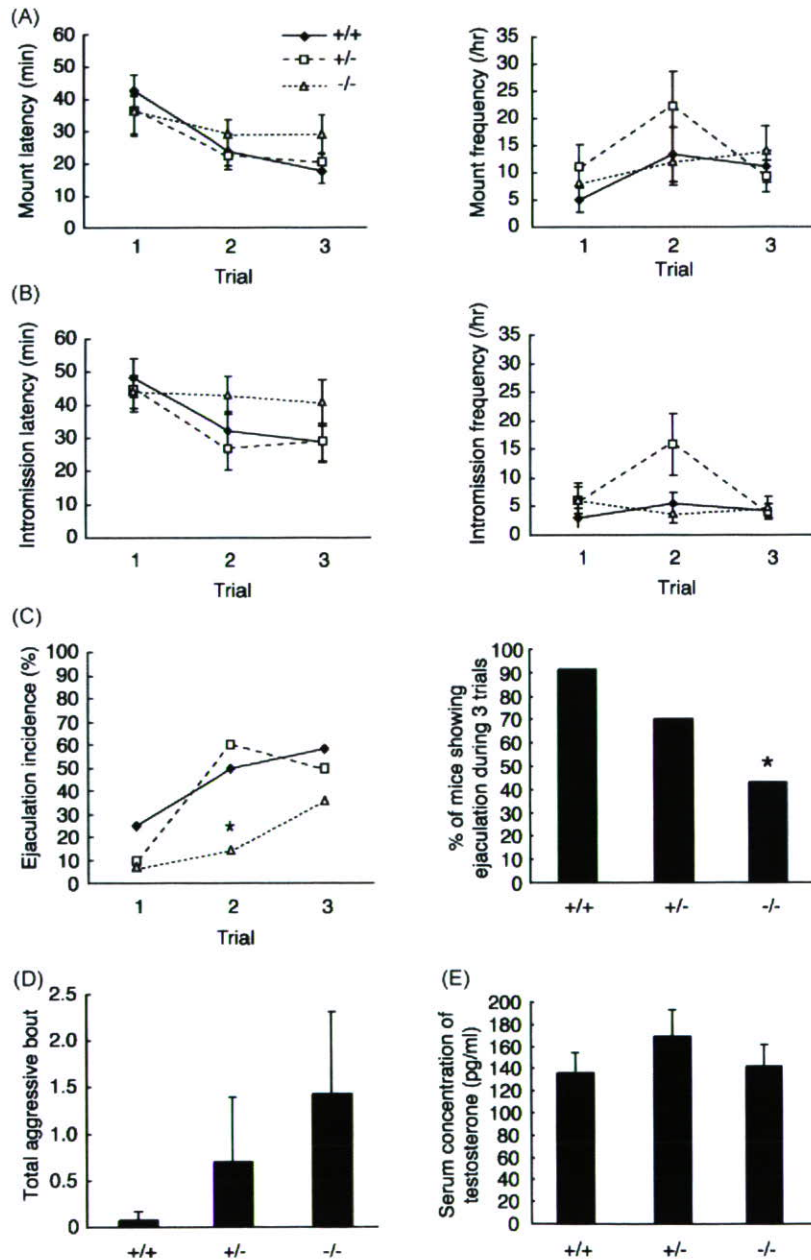 (A)
Mount latency (min)
60
50
40
30
20
10
0
1 2 3
Trial
+/+
+/-
-/-
Mount frequency (/hr)
35
30
25
20
15
10
5
0
1 2 3
Trial
(B)
Intromission latency (min)
60
50
40
30
20
10
0
1 2 3
Trial
Intromission frequency (/hr)
35
30
25
20
15
10
5
0
1 2 3
Trial
(C)
Ejaculation incidence (%)
100
90
80
70
60
50
40
30
20
10
0
*
1 2 3
Trial
% of mice showing
ejaculation during 3 trials
100
90
80
70
60
50
40
30
20
10
0
*
+/+ +/- -/-
(D)
Total aggressive bout
2.5
2.0
1.5
1.0
0.5
0
+/+ +/- -/-
(E)
Serum concentration of
testosterone (pg/ml)
200
180
160
140
120
100
80
60
40
20
0
+/+ +/- -/-